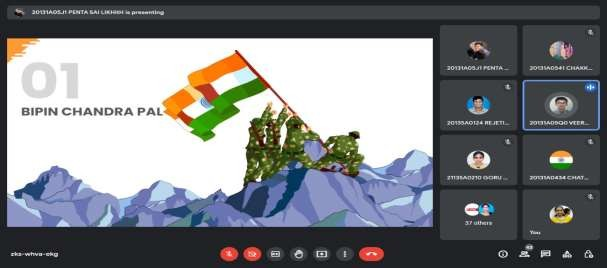 20131A05J1 PENTA SAI LIKHIH is presenting
01
BIPIN CHANDRA PAL
20131A05J1 PENTA ...
20131A0541 CHAKK...
20135A0124 REJETI...
20131A05Q0 VEER...
21135A0210 GORU ...
20131A0434 CHAT...
37 others
You
zks-whva-ekg